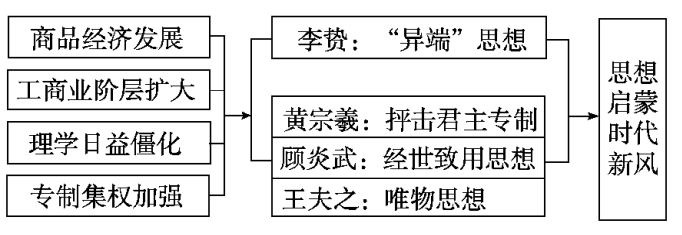 商品经济发展
工商业阶层扩大
理学日益僵化
专制集权加强
李贽：“异端”思想
黄宗羲：抨击君主专制
顾炎武：经世致用思想
王夫之：唯物思想
思想
启蒙
时代
新风